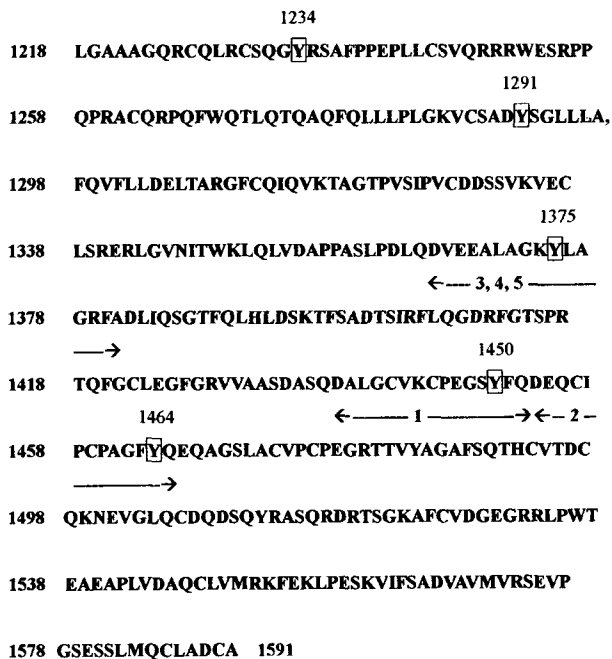 1234
1218 LGAAAGQRCQLRCSQGYRSAFPPEPLLCSVQRRRWESRPP
1291
1258 QPRACQRPQFWQTLQTQAQFQLLLPLGKVCSADYSGLLLA,
1298 FQVFLLDELTARGFCQIQVKTAGTPVSIPVCDDSSVKVEC
1375
1338 LSRERLGVNITWKLQLVDAPPASLPDLQDVEEALAGKYLA
←— 3, 4, 5 ———
1378 GRFADLIQSGTFQLHLDSKTFSADTSIRFLQGDRFGTSPR
——→
1450
1418 TQFGCLEGFGRVVAASDASQDALGCVKCPEGSYFQDEQCI
1464 ←——— 1 ———→←– 2 –
1458 PCPAGFYQEQAGSLACVPCPEGRTTVYAGAFSQTHCVTDC
———→
1498 QKNEVGLQCDQDSQYRASQRDRTSGKAFCVDGEGRRLPWT
1538 EAEAPLVDAQCLVMRKFEKLPESKVIFSADVAVMVRSEVP
1578 GSESSLMQCLADCA 1591